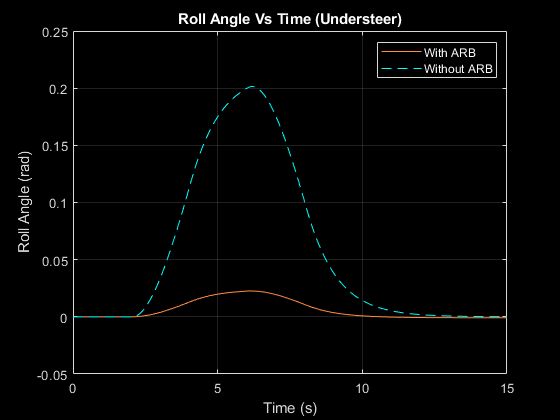 Roll Angle Vs Time (Understeer)
With ARB
Without ARB
Roll Angle (rad)
0.25
0.2
0.15
0.1
0.05
0
-0.05
0
5
10
15
Time (s)